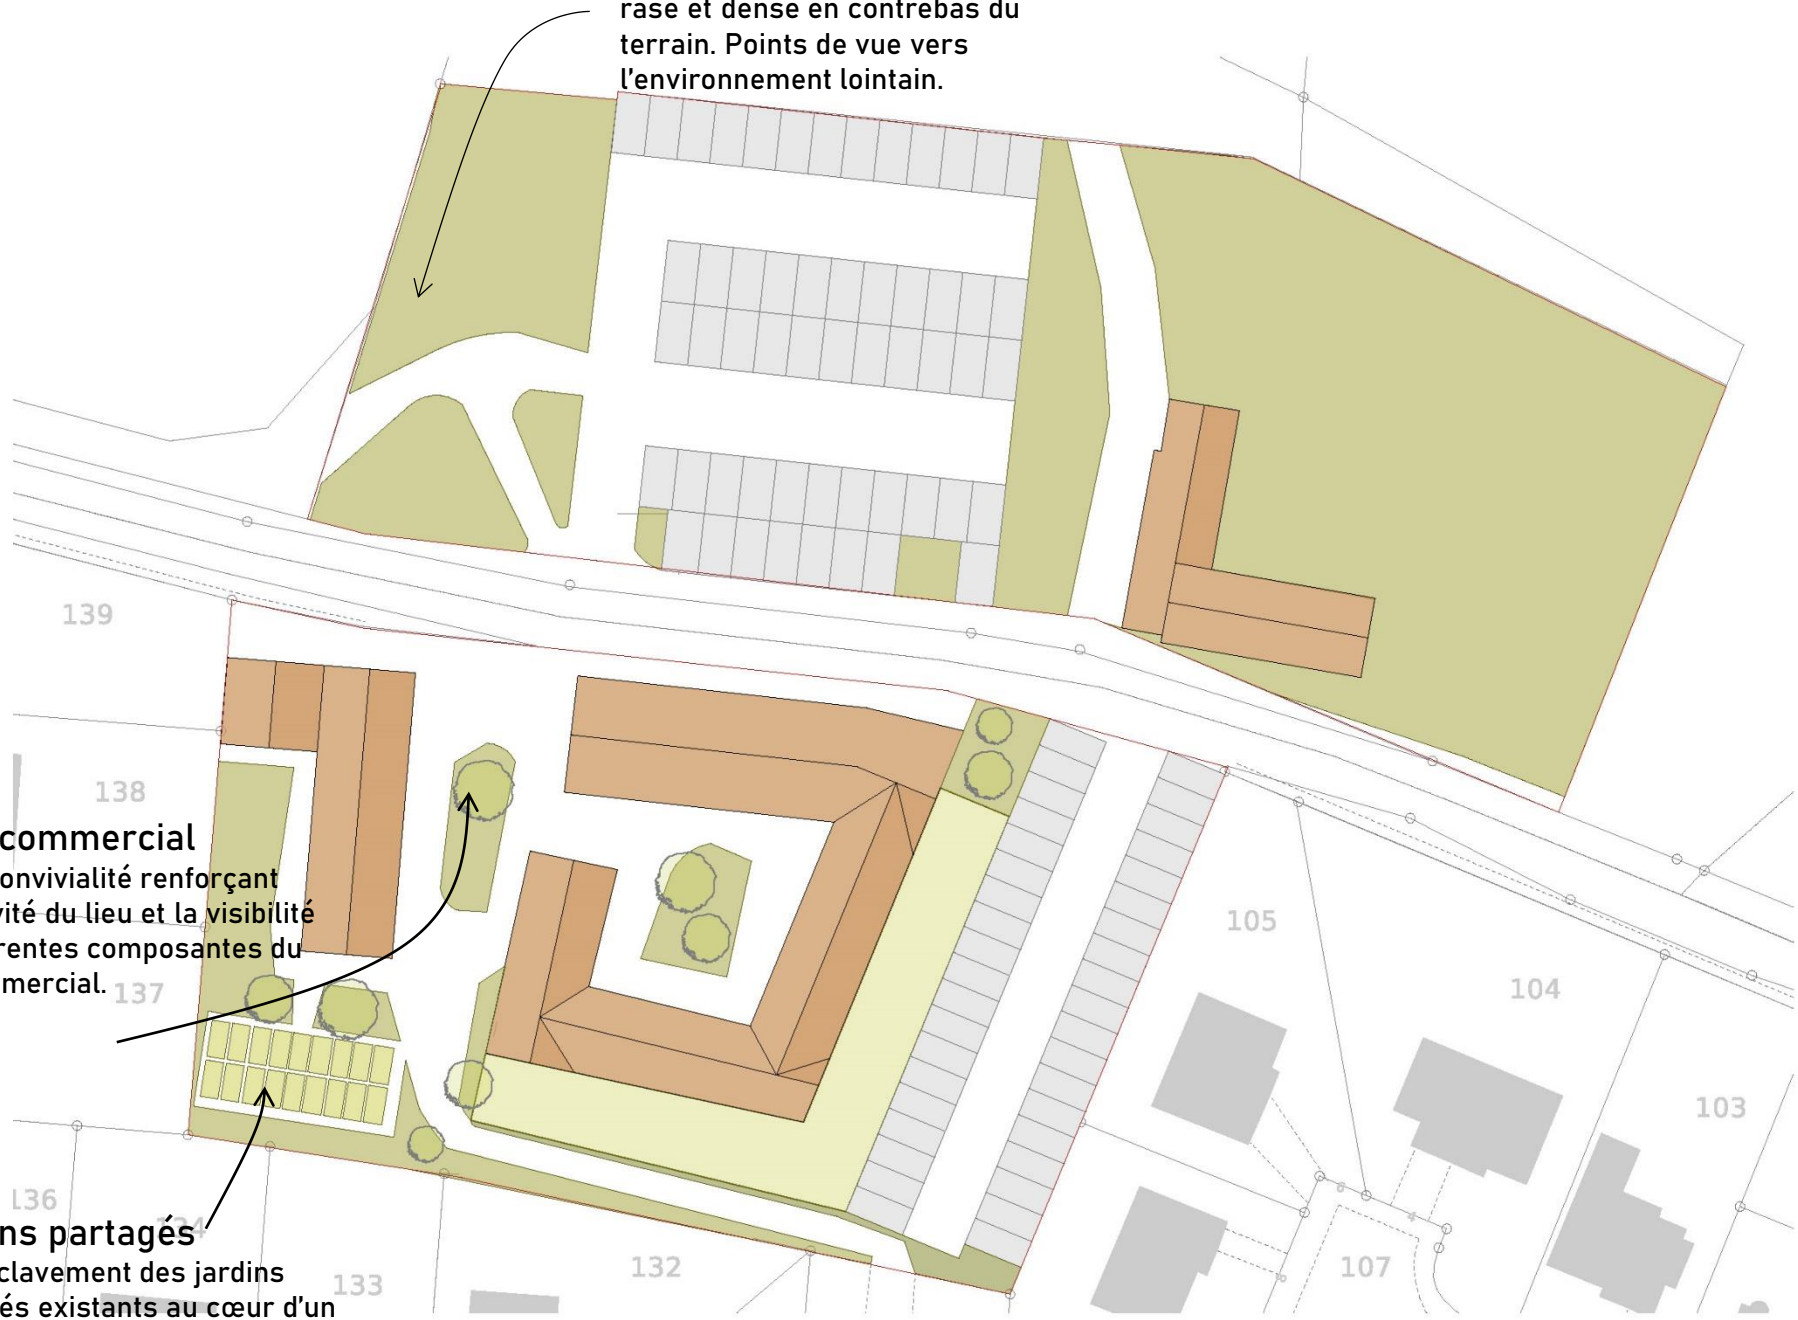 rase et dense en contrebas du
terrain. Points de vue vers
l'environnement lointain.
139
138
commercial
onvivialité renforçant
vité du lieu et la visibilité
rentes composantes du
mercial.
137
105
104
103
136
134
ns partagés
clavement des jardins
és existants au cœur d'un
133
132
107